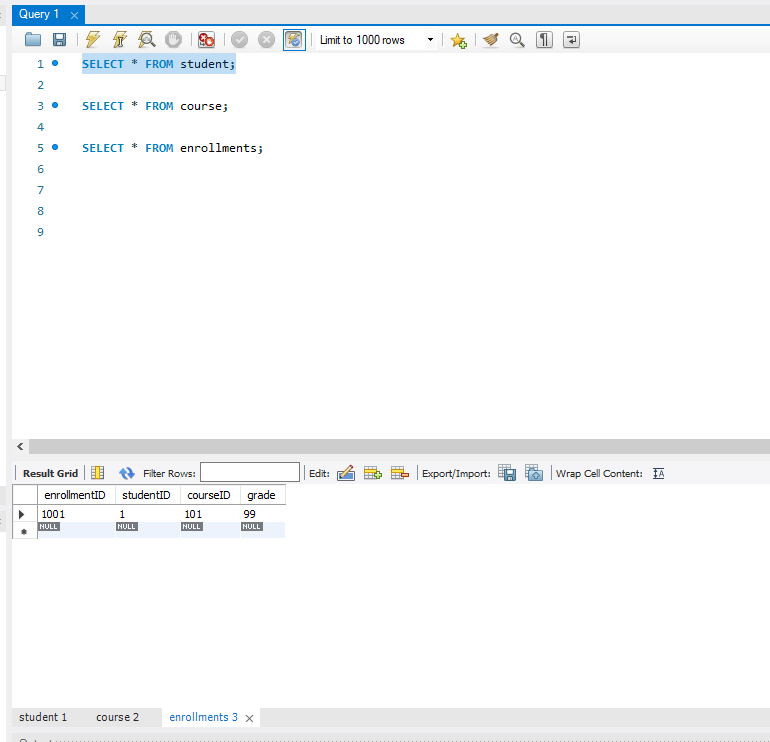 Query 1
Limit to 1000 rows
1 SELECT * FROM student;
2
3 SELECT * FROM course;
4
5 SELECT * FROM enrollments;
6
7
8
9
Result Grid Filter Rows: Edit: Export/Import: Wrap Cell Content:
enrollmentID studentID courseID grade
1001 1 101 99
NULL NULL NULL NULL
student 1 course 2 enrollments 3